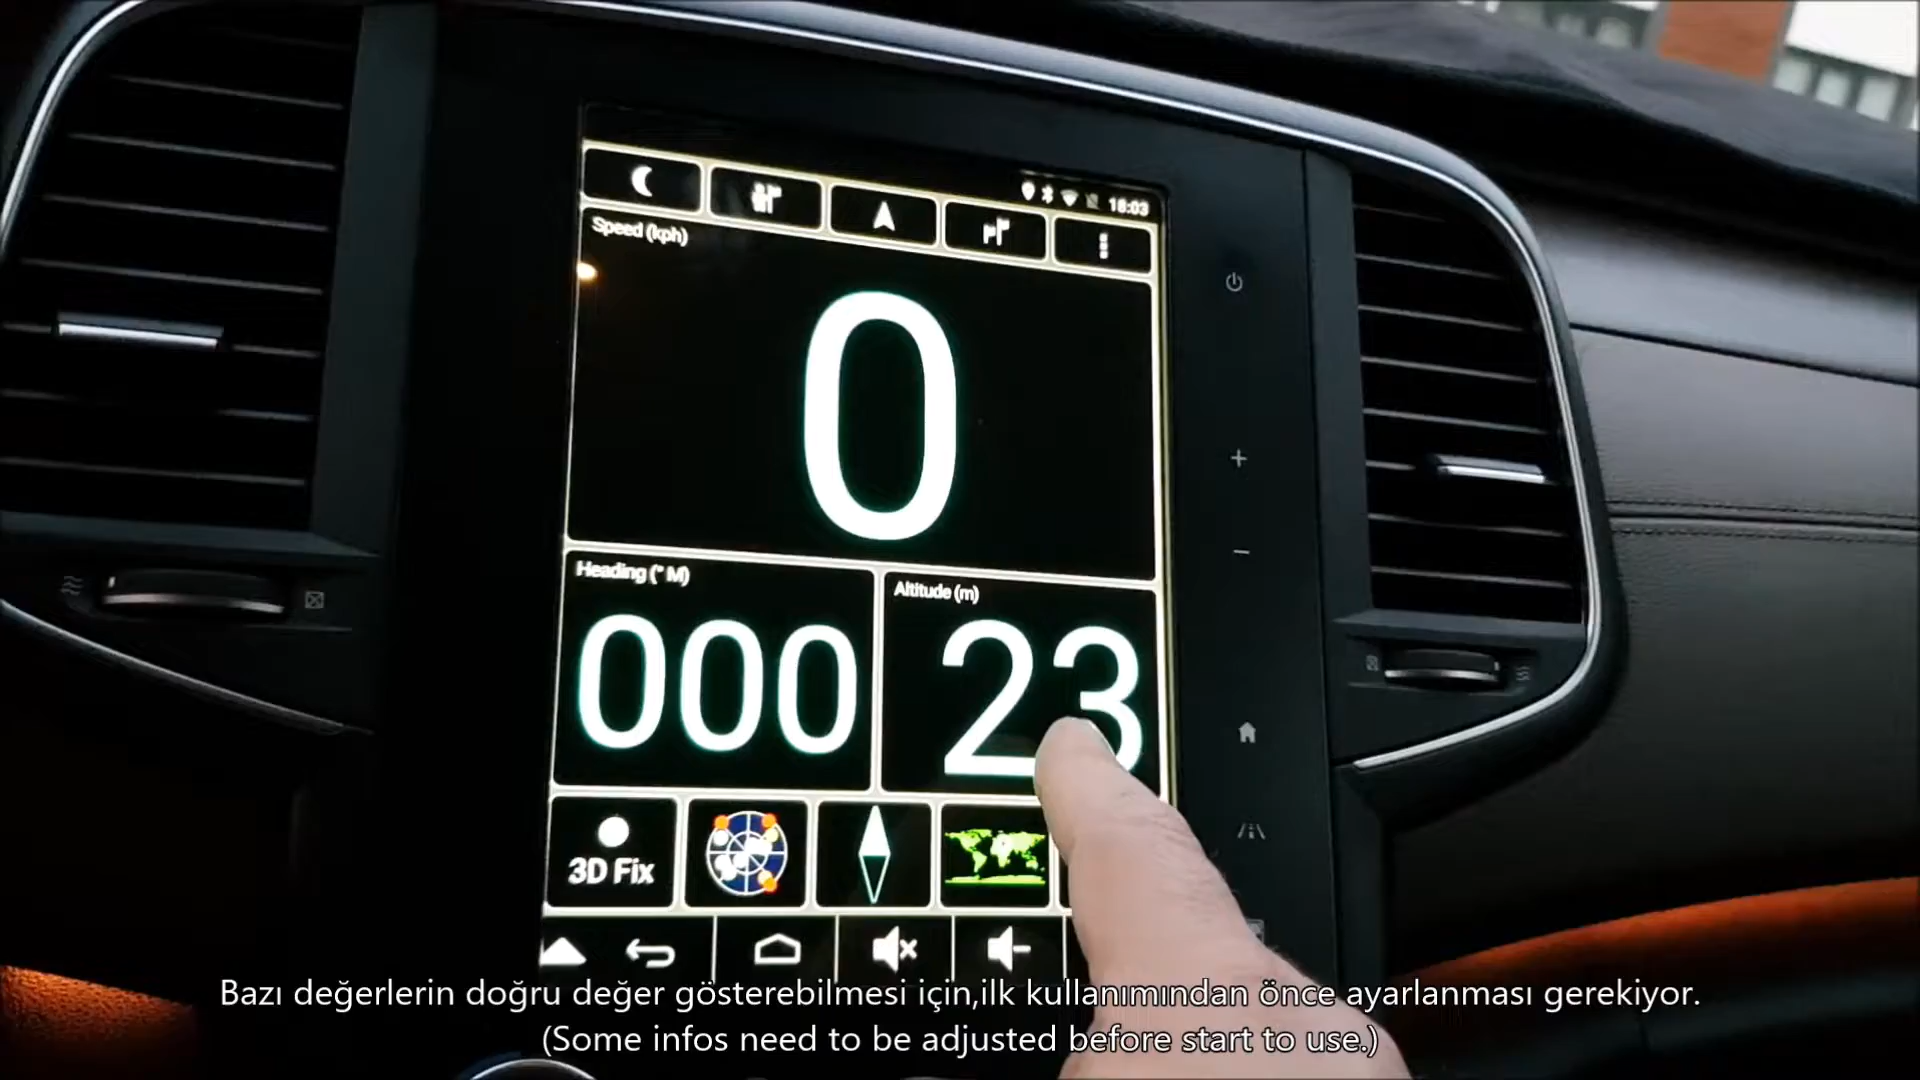 18:03
Speed (kph)
0
Heading (° M)
000
Altitude (m)
23
3D Fix
Bazı değerlerin doğru değer gösterebilmesi için,ilk kullanımından önce ayarlanması gerekiyor.
(Some infos need to be adjusted before start to use.)